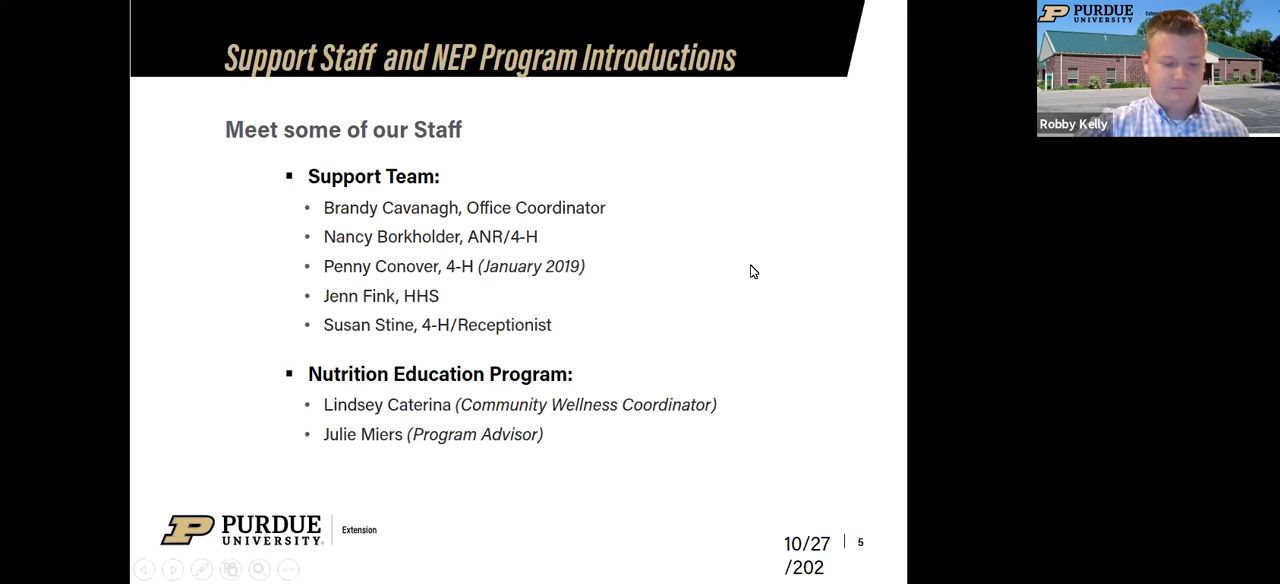 Support Staff and NEP Program Introductions
PURDUE
UNIVERSITY
Extension
Robby Kelly
Meet some of our Staff
▪ Support Team:
• Brandy Cavanagh, Office Coordinator
• Nancy Borkholder, ANR/4-H
• Penny Conover, 4-H (January 2019)
• Jenn Fink, HHS
• Susan Stine, 4-H/Receptionist
▪ Nutrition Education Program:
• Lindsey Caterina (Community Wellness Coordinator)
• Julie Miers (Program Advisor)
PURDUE
UNIVERSITY®
Extension
10/27
/202
5